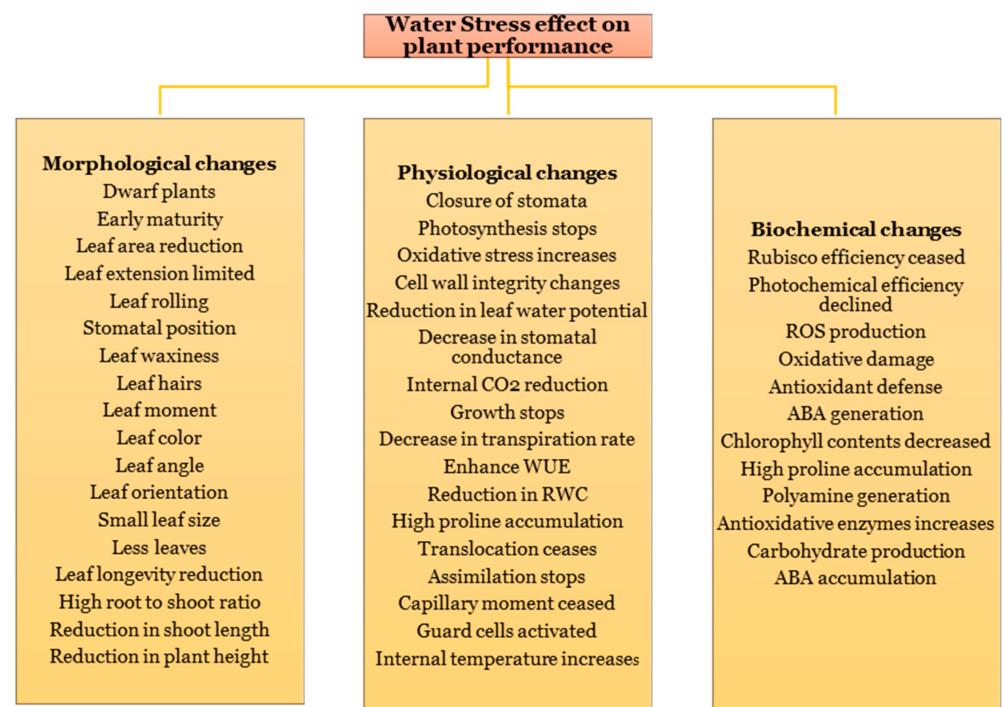 Water Stress effect on
plant performance
Morphological changes
Dwarf plants
Early maturity
Leaf area reduction
Leaf extension limited
Leaf rolling
Stomatal position
Leaf waxiness
Leaf hairs
Leaf moment
Leaf color
Leaf angle
Leaf orientation
Small leaf size
Less leaves
Leaf longevity reduction
High root to shoot ratio
Reduction in shoot length
Reduction in plant height
Physiological changes
Closure of stomata
Photosynthesis stops
Oxidative stress increases
Cell wall integrity changes
Reduction in leaf water potential
Decrease in stomatal
conductance
Internal CO2 reduction
Growth stops
Decrease in transpiration rate
Enhance WUE
Reduction in RWC
High proline accumulation
Translocation ceases
Assimilation stops
Capillary moment ceased
Guard cells activated
Internal temperature increases
Biochemical changes
Rubisco efficiency ceased
Photochemical efficiency
declined
ROS production
Oxidative damage
Antioxidant defense
ABA generation
Chlorophyll contents decreased
High proline accumulation
Polyamine generation
Antioxidative enzymes increases
Carbohydrate production
ABA accumulation